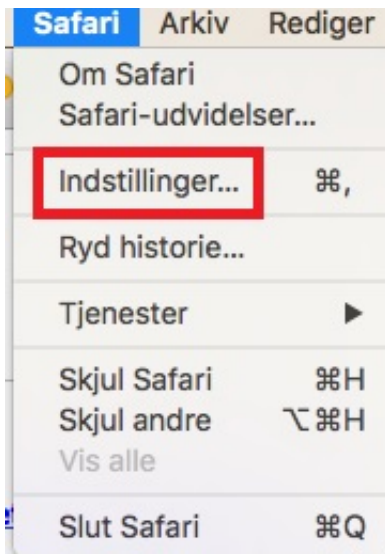 Safari Arkiv Rediger
Om Safari
Safari-udvidelser...
Indstillinger... ⌘,
Ryd historie...
Tjenester ▶
Skjul Safari ⌘H
Skjul andre ⌥⌘H
Vis alle
Slut Safari ⌘Q